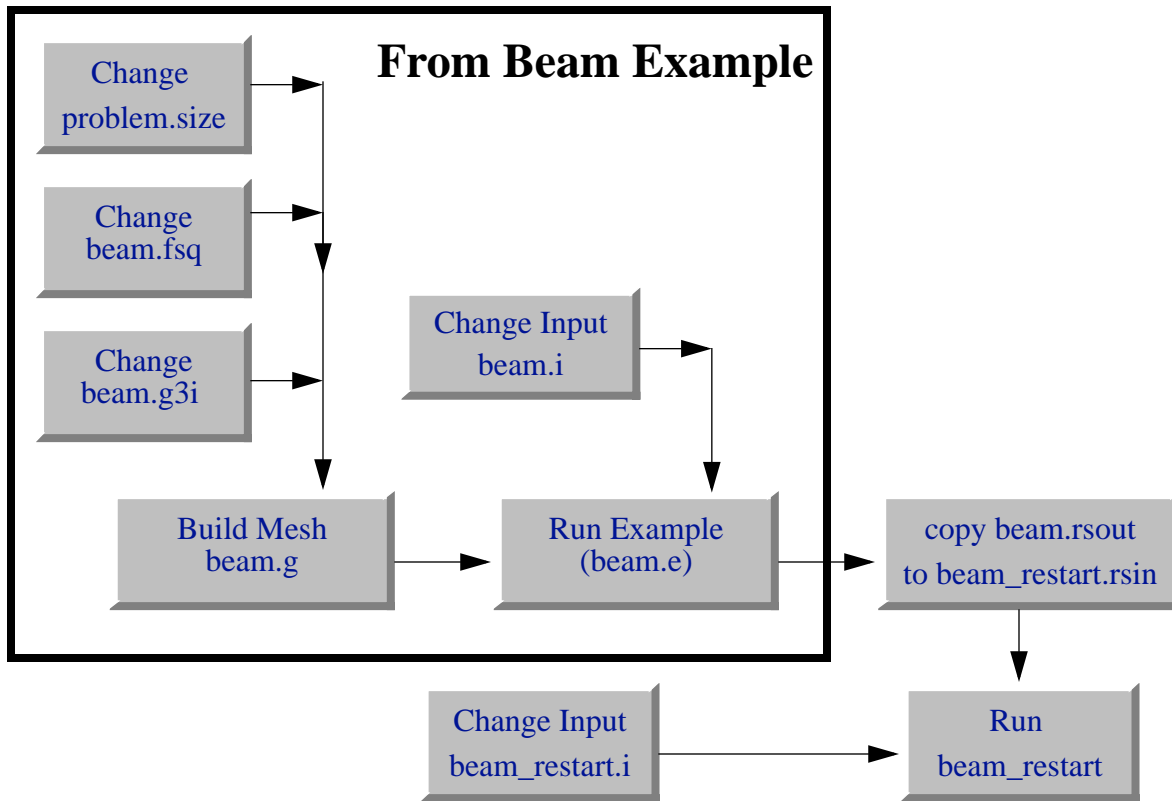 From Beam Example
Change
problem.size
Change
beam.fsq
Change
beam.g3i
Change Input
beam.i
Build Mesh
beam.g
Run Example
(beam.e)
copy beam.rsout
to beam_restart.rsin
Change Input
beam_restart.i
Run
beam_restart